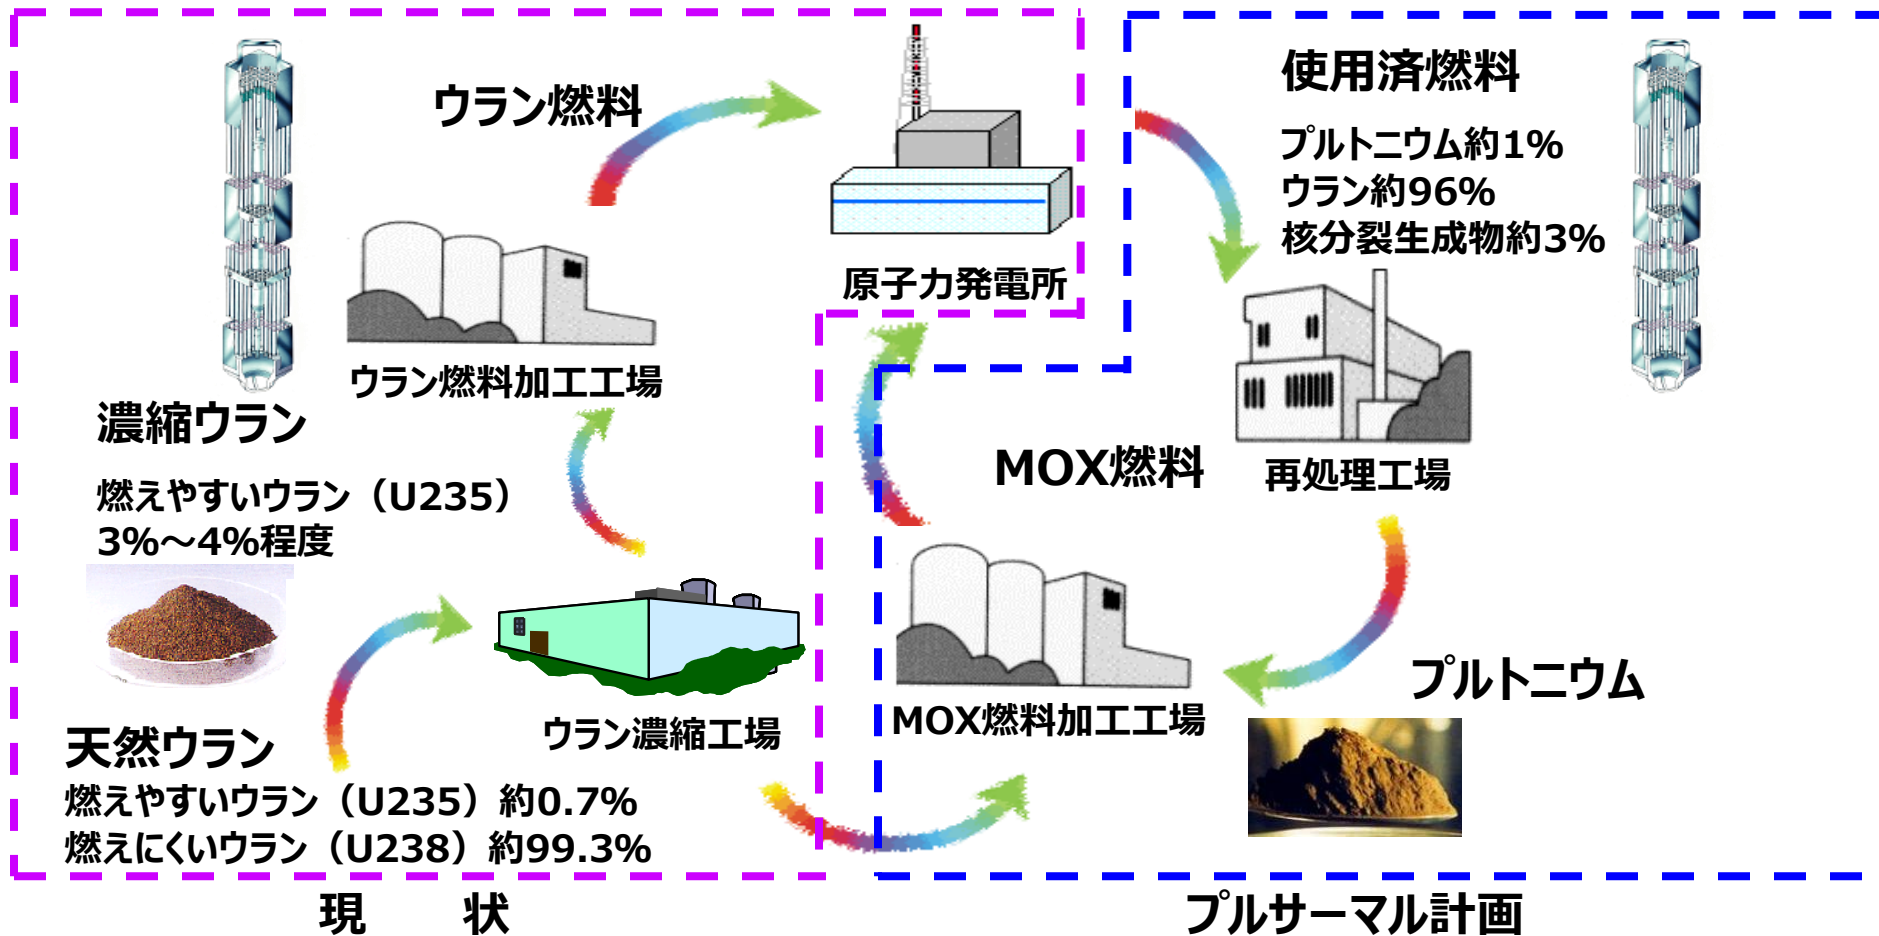 ウラン燃料
原子力発電所
ウラン燃料加工工場
濃縮ウラン
燃えやすいウラン（U235）
3%～4%程度
天然ウラン
燃えやすいウラン（U235）約0.7%
燃えにくいウラン（U238）約99.3%
ウラン濃縮工場
現　　状
使用済燃料
プルトニウム約1%
ウラン約96%
核分裂生成物約3%
再処理工場
MOX燃料
プルトニウム
MOX燃料加工工場
プルサーマル計画